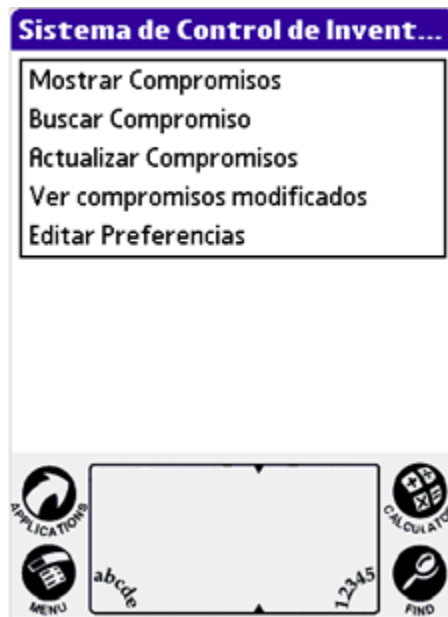 Sistema de Control de Invent...
Mostrar Compromisos
Buscar Compromiso
Actualizar Compromisos
Ver compromisos modificados
Editar Preferencias
APPLICATIONS
CALCULATOR
abcde
12345
MENU
FIND